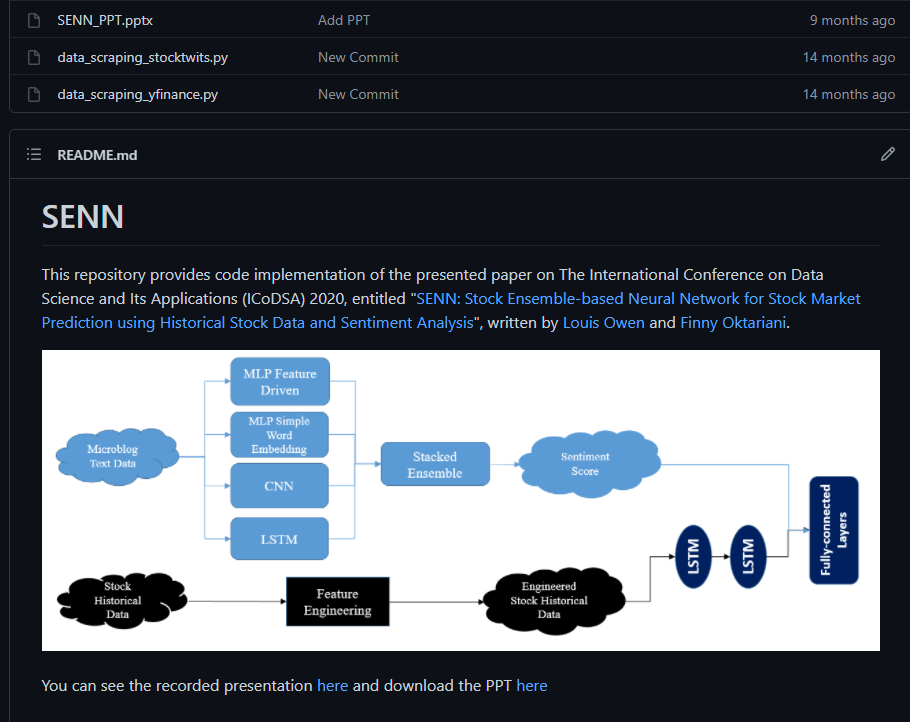 SENN_PPT.pptx Add PPT 9 months ago
data_scraping_stocktwits.py New Commit 14 months ago
data_scraping_yfinance.py New Commit 14 months ago
README.md
SENN
This repository provides code implementation of the presented paper on The International Conference on Data
Science and Its Applications (ICoDSA) 2020, entitled "SENN: Stock Ensemble-based Neural Network for Stock Market
Prediction using Historical Stock Data and Sentiment Analysis", written by Louis Owen and Finny Oktariani.
MLP Feature
Driven
MLP Simple
Word
Embedding
Microblog
Text Data
CNN
LSTM
Stacked
Ensemble
Sentiment
Score
Fully-connected
Layers
LSTM
LSTM
Stock
Historical
Data
Feature
Engineering
Engineered
Stock Historical
Data
You can see the recorded presentation here and download the PPT here